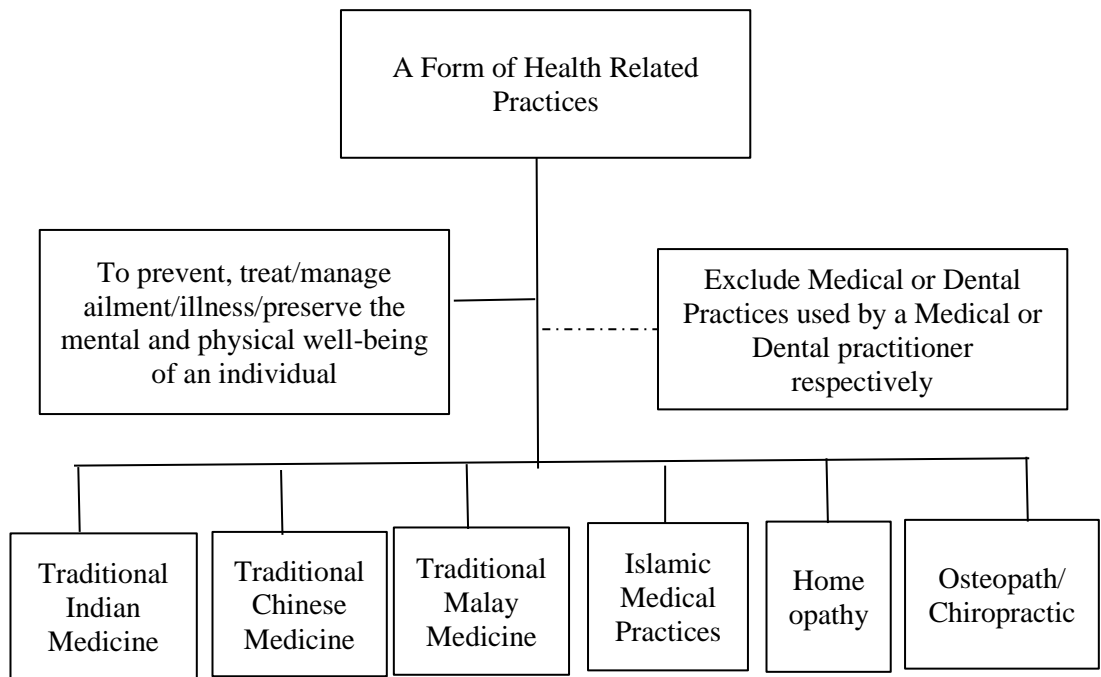 A Form of Health Related
Practices
To prevent, treat/manage
ailment/illness/preserve the
mental and physical well-being
of an individual
Exclude Medical or Dental
Practices used by a Medical or
Dental practitioner
respectively
Traditional
Indian
Medicine
Traditional
Chinese
Medicine
Traditional
Malay
Medicine
Islamic
Medical
Practices
Home
opathy
Osteopath/
Chiropractic